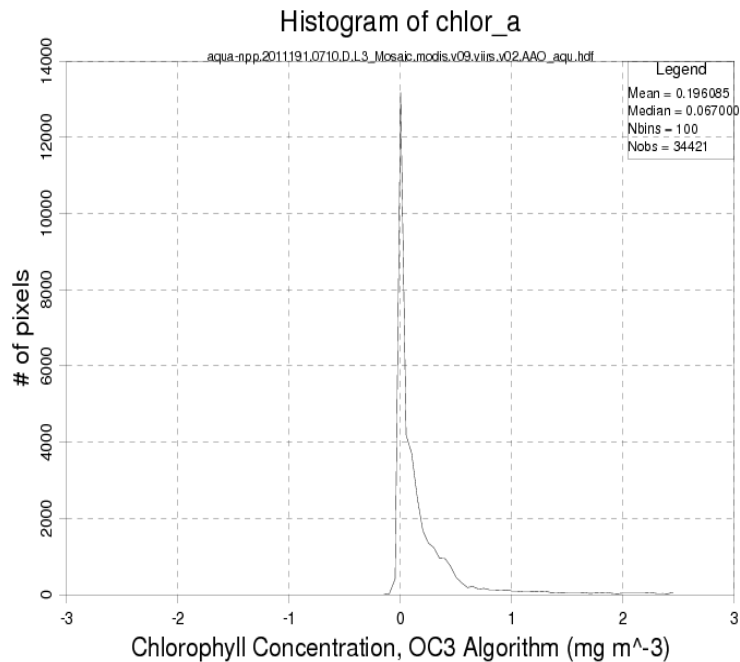 Histogram of chlor_a
aqua-npp.2011191.0710.D.L3_Mosaic.modis.v09.viirs.v02.AAO_aqu.hdf
Legend
Mean = 0.196085
Median = 0.067000
Nbins = 100
Nobs = 34421
14000
12000
10000
8000
6000
4000
2000
0
# of pixels
-3 -2 -1 0 1 2 3
Chlorophyll Concentration, OC3 Algorithm (mg m^-3)